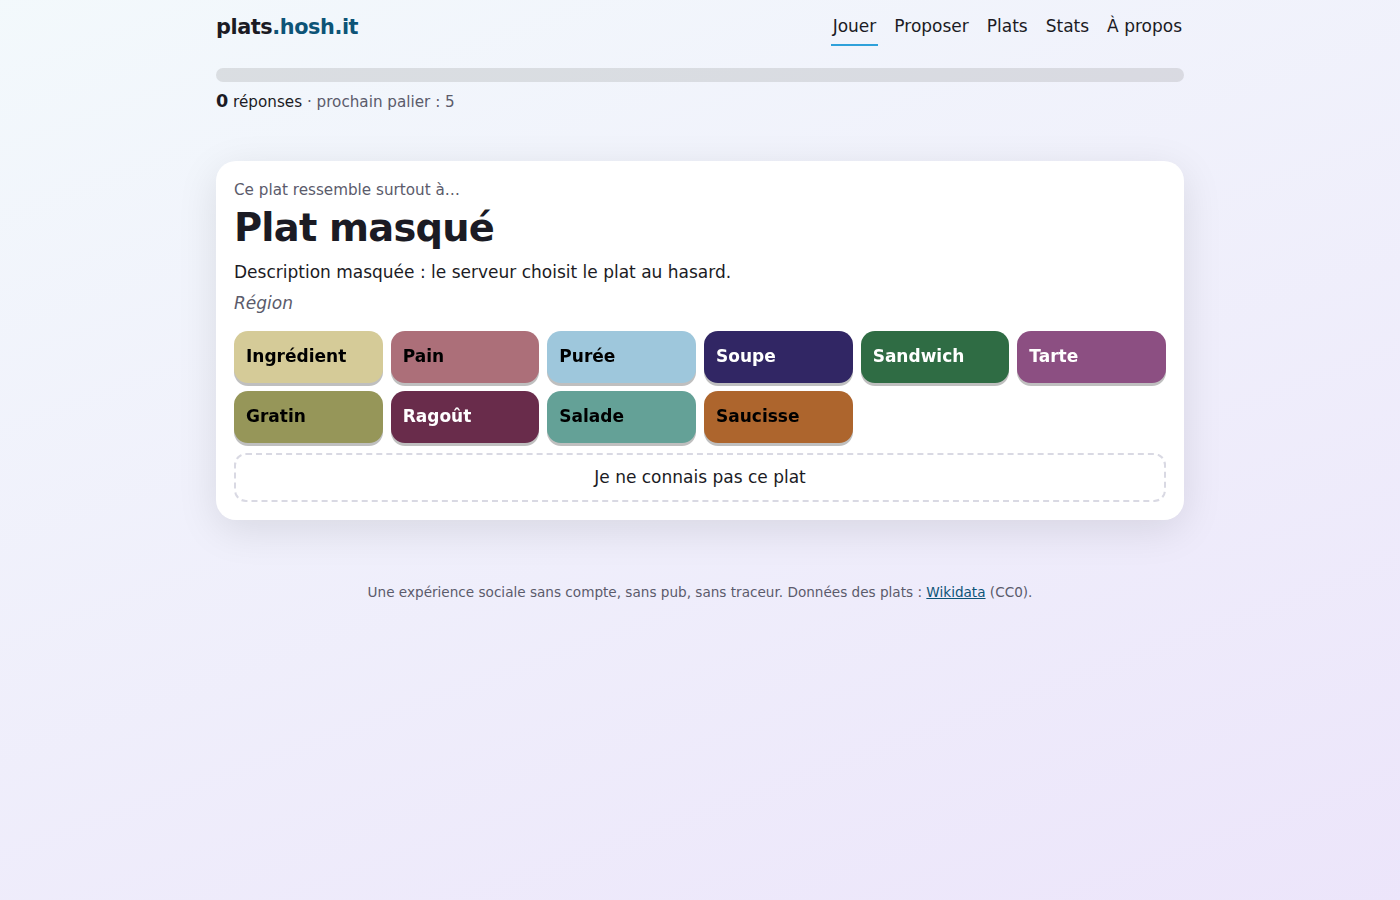 plats.hosh.it
Jouer Proposer Plats Stats À propos
0 réponses · prochain palier : 5
Ce plat ressemble surtout à…
Plat masqué
Description masquée : le serveur choisit le plat au hasard.
Région
Ingrédient Pain Purée Soupe Sandwich Tarte
Gratin Ragoût Salade Saucisse
Je ne connais pas ce plat
Une expérience sociale sans compte, sans pub, sans traceur. Données des plats : Wikidata (CC0).